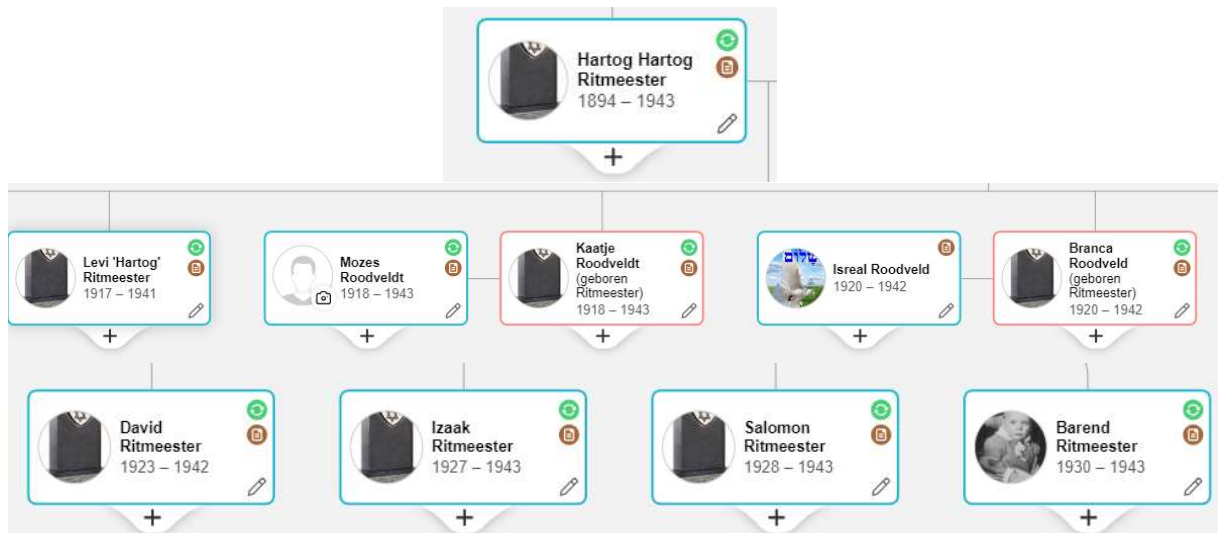 Hartog Hartog
Ritmeester
1894 – 1943
Levi 'Hartog'
Ritmeester
1917 – 1941
Mozes
Roodveldt
1918 – 1943
Kaatje
Roodveldt
(geboren
Ritmeester)
1918 – 1943
שלום
Isreal Roodveld
1920 – 1942
Branca
Roodveld
(geboren
Ritmeester)
1920 – 1942
David
Ritmeester
1923 – 1942
Izaak
Ritmeester
1927 – 1943
Salomon
Ritmeester
1928 – 1943
Barend
Ritmeester
1930 – 1943